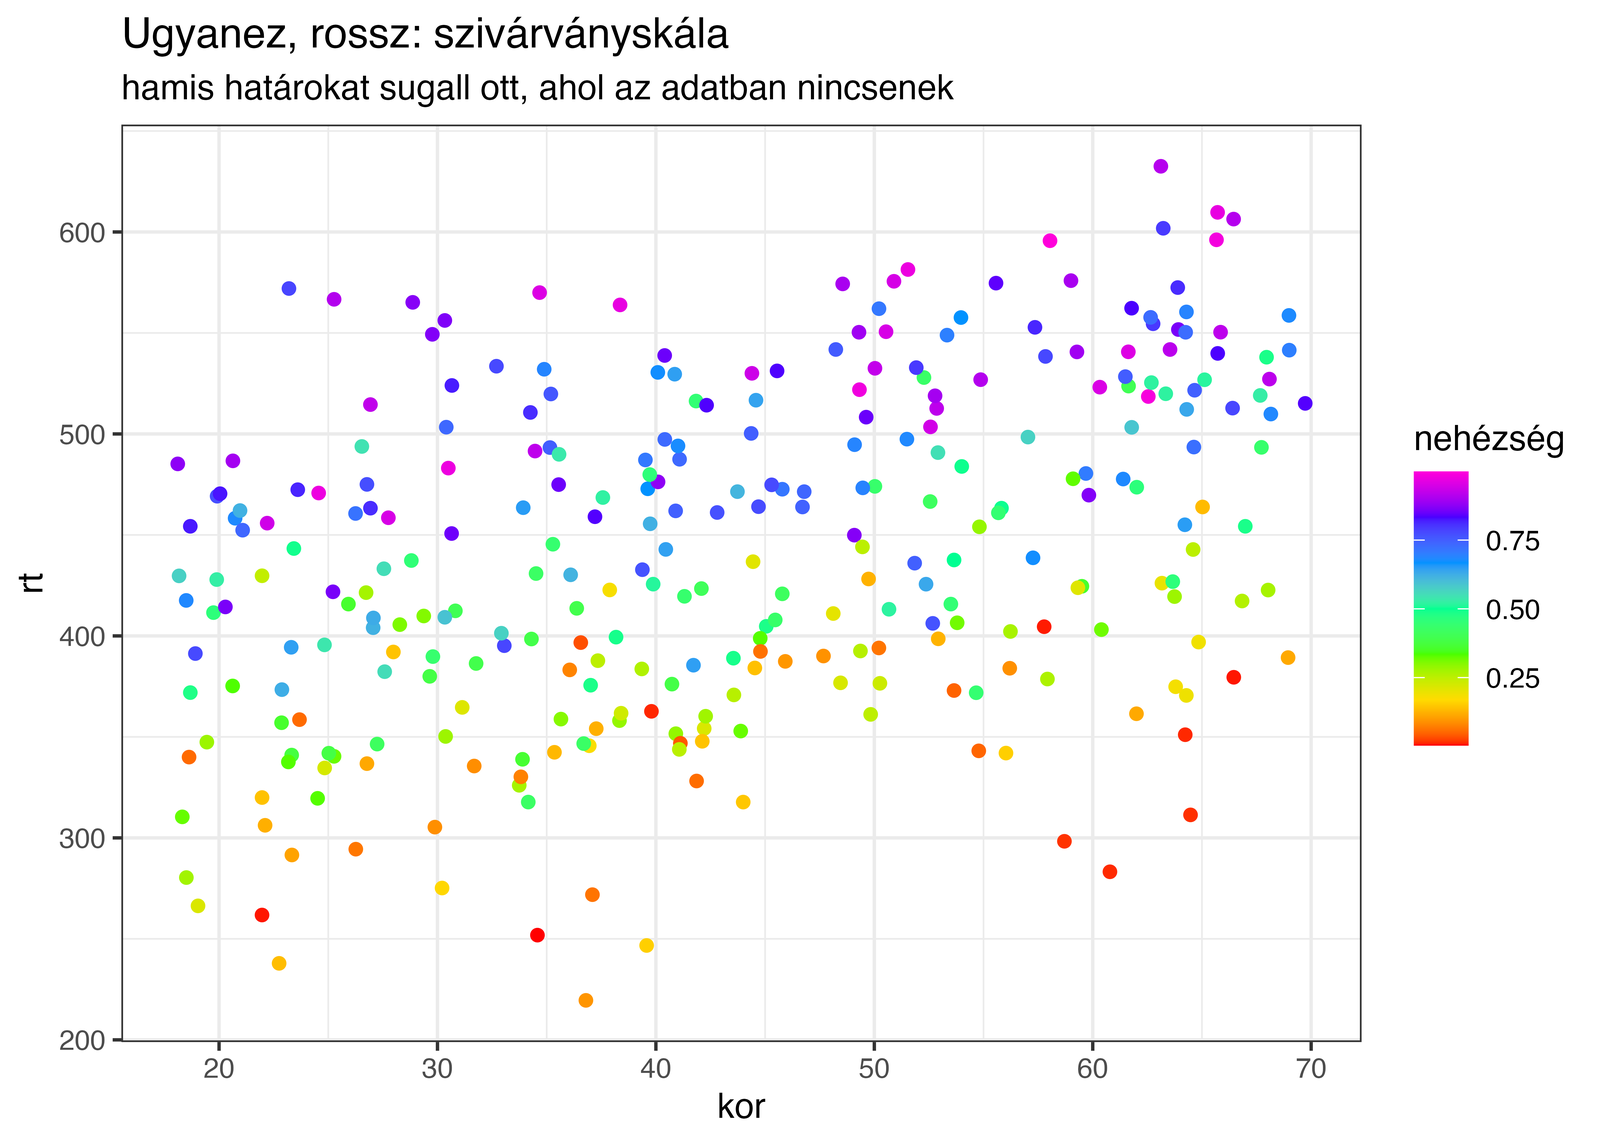 Ugyanez, rossz: szivárványskála
hamis határokat sugall ott, ahol az adatban nincsenek
rt
600
500
400
300
200
20 30 40 50 60 70
kor
nehézség
0.75
0.50
0.25